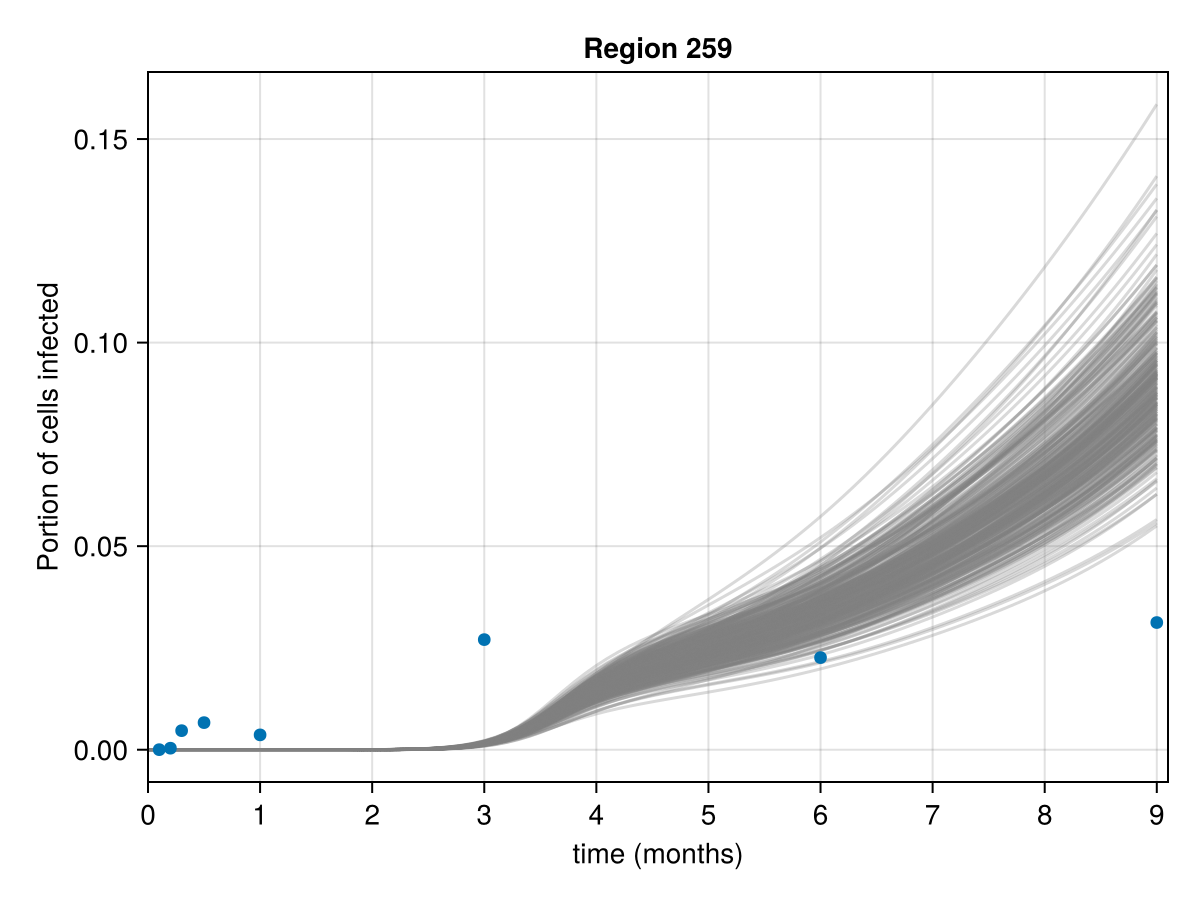 Region 259
Portion of cells infected
0.15
0.10
0.05
0.00
0 1 2 3 4 5 6 7 8 9
time (months)